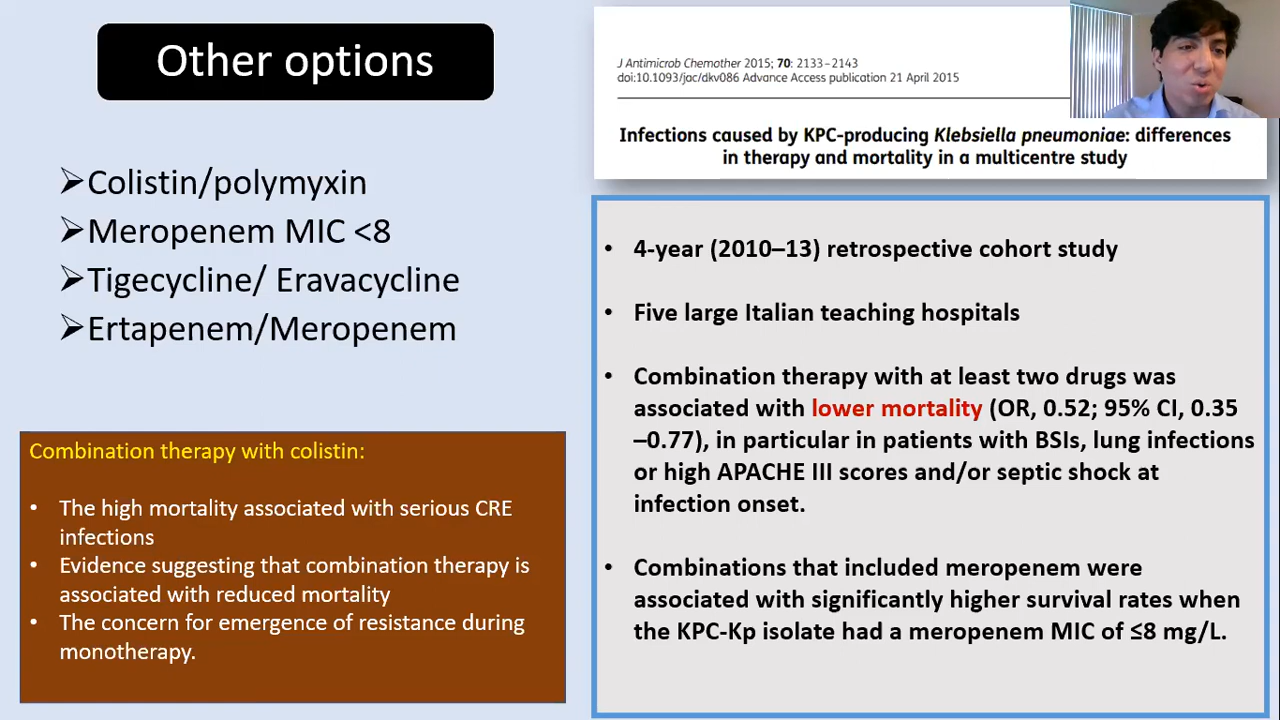 Other options
➢Colistin/polymyxin
➢Meropenem MIC <8
➢Tigecycline/ Eravacycline
➢Ertapenem/Meropenem
Combination therapy with colistin:
• The high mortality associated with serious CRE
infections
• Evidence suggesting that combination therapy is
associated with reduced mortality
• The concern for emergence of resistance during
monotherapy.
J Antimicrob Chemother 2015; 70: 2133–2143
doi:10.1093/jac/dkv086 Advance Access publication 21 April 2015
Infections caused by KPC-producing Klebsiella pneumoniae: differences
in therapy and mortality in a multicentre study
• 4-year (2010–13) retrospective cohort study
• Five large Italian teaching hospitals
• Combination therapy with at least two drugs was
associated with lower mortality (OR, 0.52; 95% CI, 0.35
–0.77), in particular in patients with BSIs, lung infections
or high APACHE III scores and/or septic shock at
infection onset.
• Combinations that included meropenem were
associated with significantly higher survival rates when
the KPC-Kp isolate had a meropenem MIC of ≤8 mg/L.